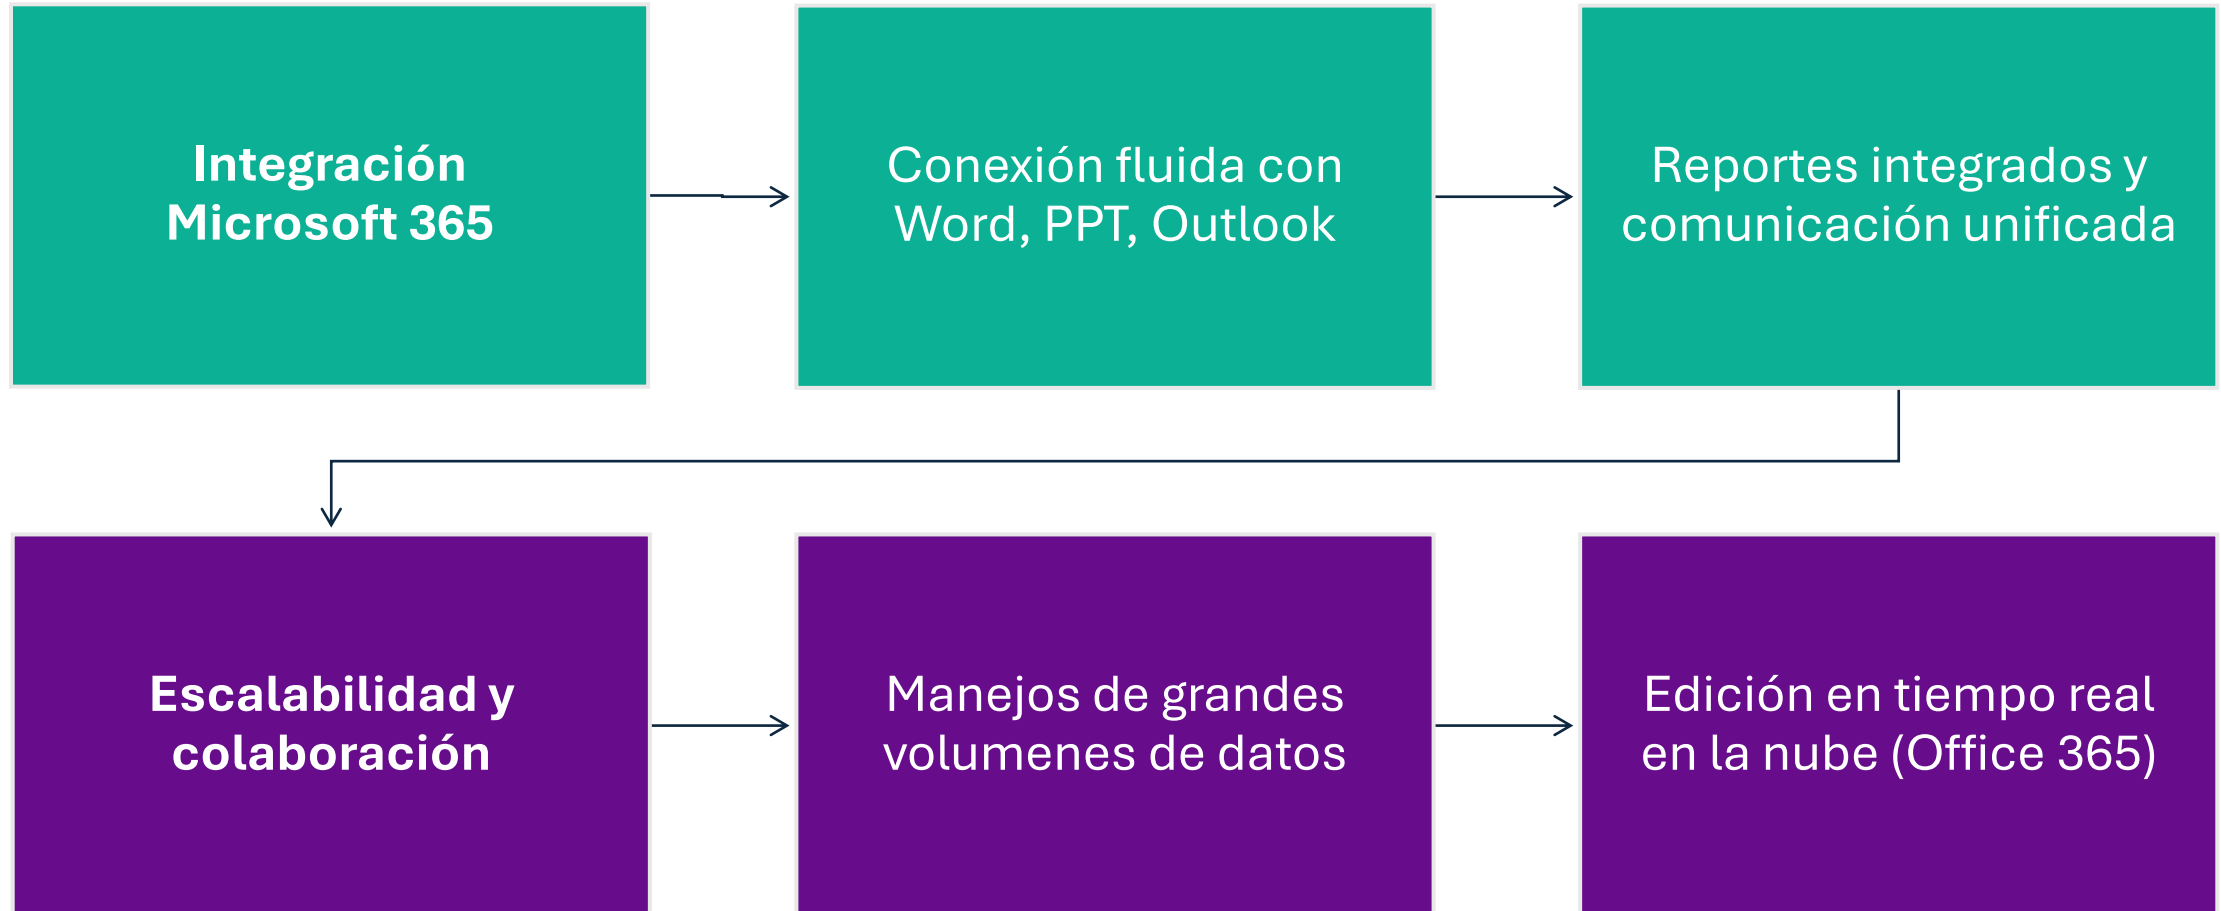 Integración
Microsoft 365
Conexión fluida con
Word, PPT, Outlook
Reportes integrados y
comunicación unificada
Escalabilidad y
colaboración
Manejos de grandes
volumenes de datos
Edición en tiempo real
en la nube (Office 365)